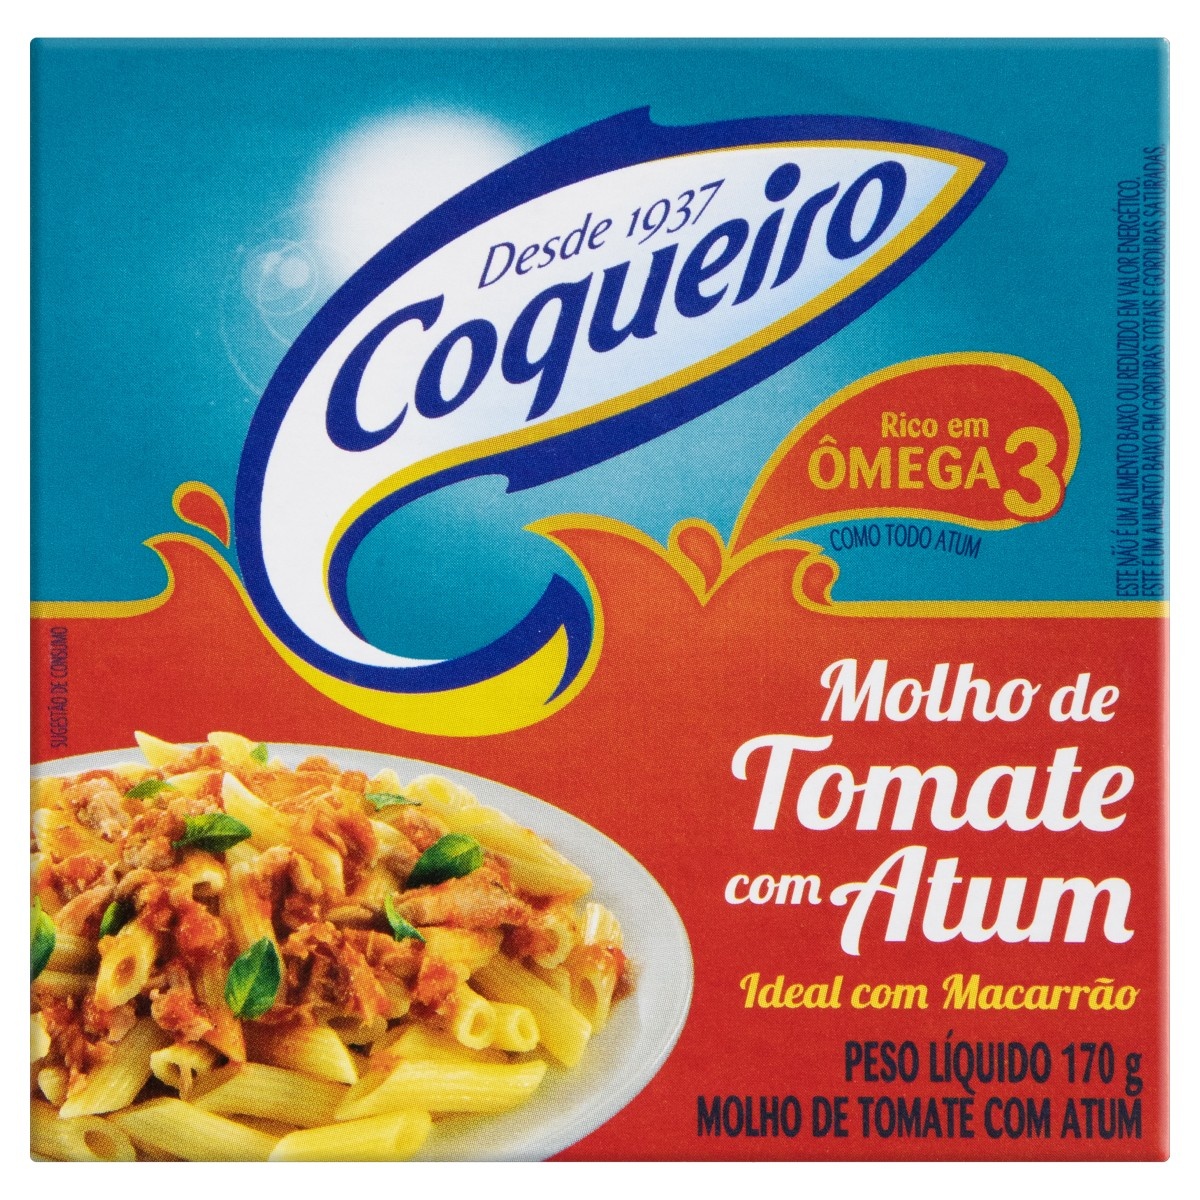 Desde 1937
Coqueiro
Rico em
ÔMEGA 3
COMO TODO ATUM
ESTE NÃO É UM ALIMENTO BAIXO OU REDUZIDO EM VALOR ENERGÉTICO.
ESTE É UM ALIMENTO BAIXO EM GORDURAS TOTAIS E GORDURAS SATURADAS.
SUGESTÃO DE CONSUMO
Molho de
Tomate
com Atum
Ideal com Macarrão
PESO LÍQUIDO 170 g
MOLHO DE TOMATE COM ATUM